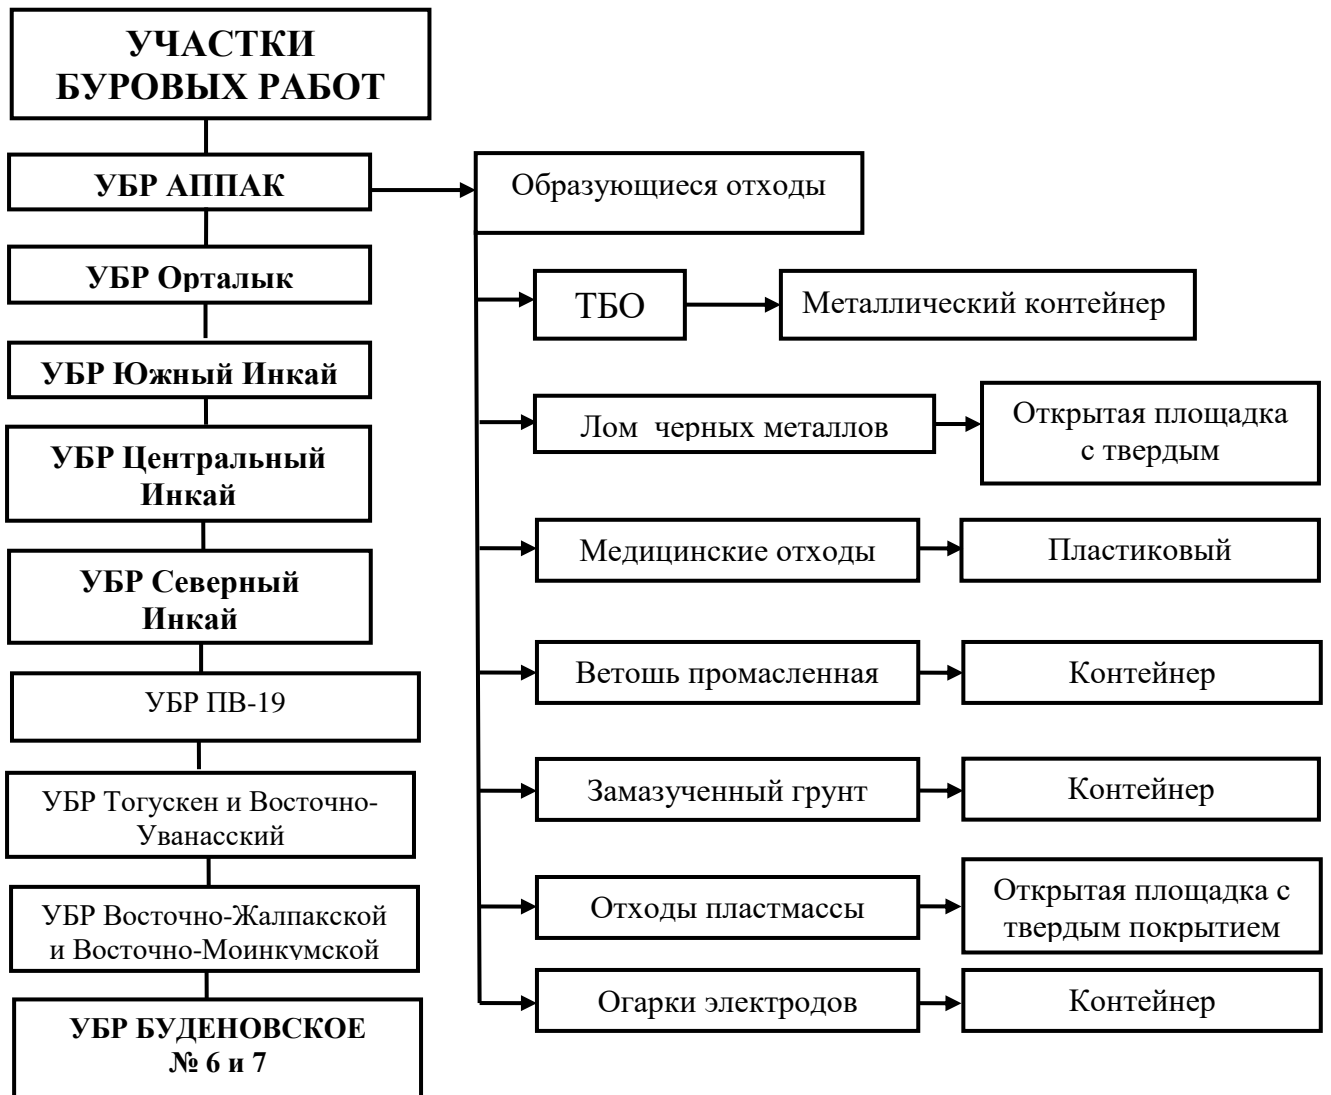 УЧАСТКИ
БУРОВЫХ РАБОТ
УБР АППАК
УБР Орталык
УБР Южный Инкай
УБР Центральный
Инкай
УБР Северный
Инкай
УБР ПВ-19
УБР Тогускен и Восточно-
Уванасский
УБР Восточно-Жалпакской
и Восточно-Моинкумской
УБР БУДЕНОВСКОЕ
№ 6 и 7
Образующиеся отходы
ТБО
Металлический контейнер
Лом черных металлов
Открытая площадка
с твердым
Медицинские отходы
Пластиковый
Ветошь промасленная
Контейнер
Замазученный грунт
Контейнер
Отходы пластмассы
Открытая площадка с
твердым покрытием
Огарки электродов
Контейнер